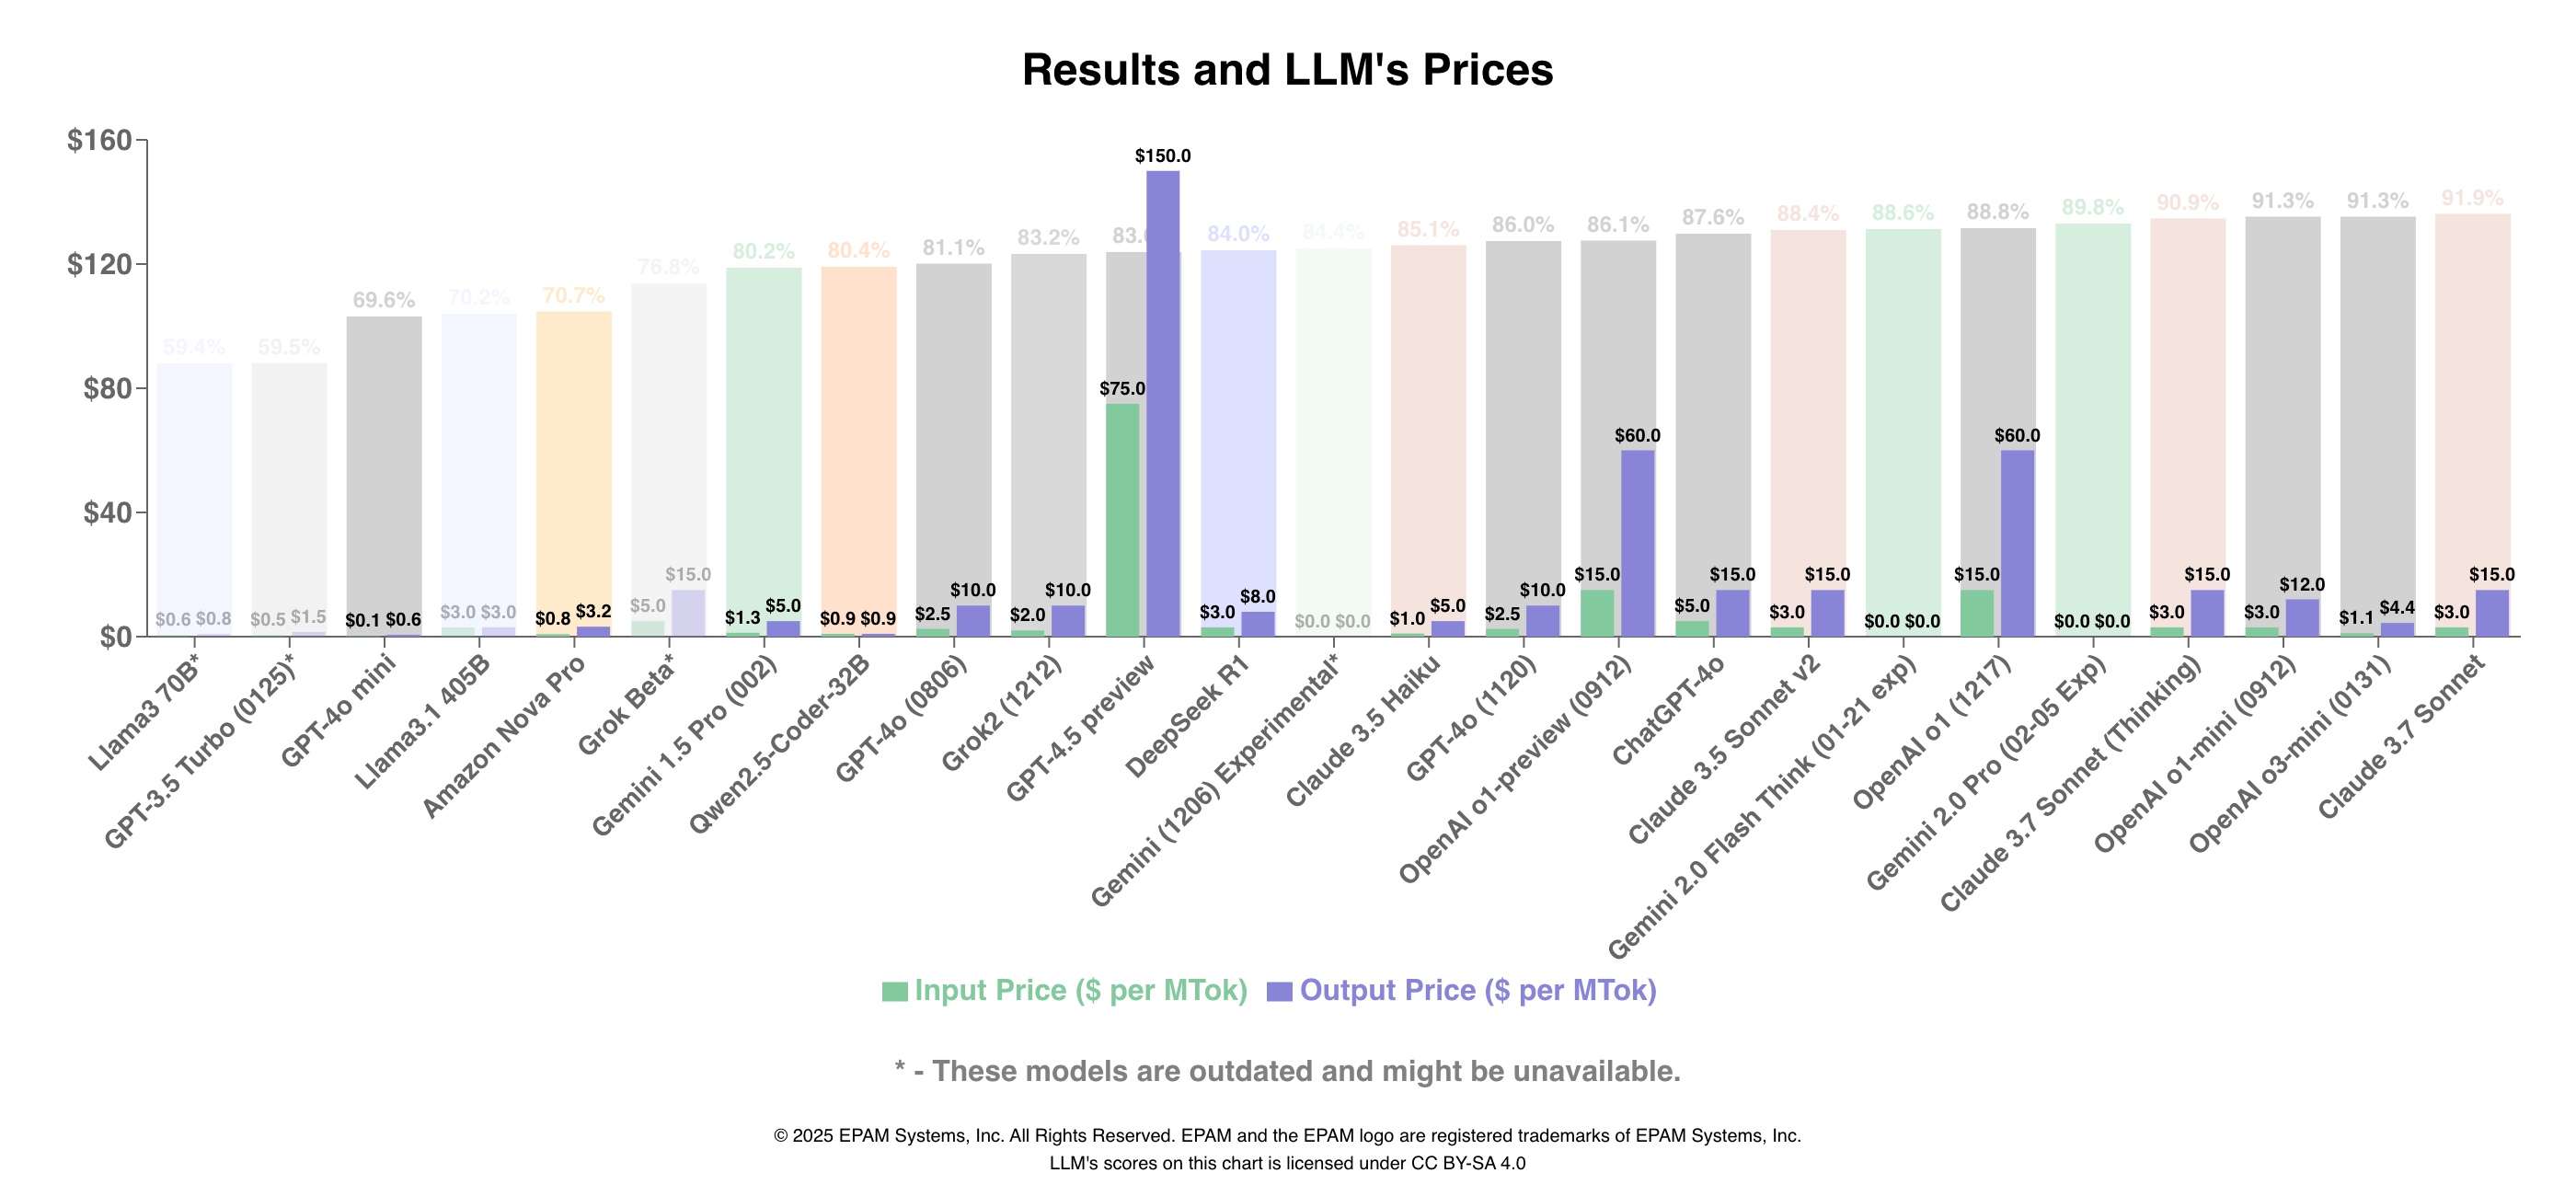 Results and LLM's Prices
$160
$120
$80
$40
$0
59.4%
59.5%
69.6%
70.2%
70.7%
76.8%
80.2%
80.4%
81.1%
83.2%
84.0%
84.4%
85.1%
86.0%
86.1%
87.6%
88.4%
88.6%
88.8%
89.8%
90.9%
91.3%
91.3%
91.9%
$0.6 $0.8
$0.5 $1.5
$0.1 $0.6
$3.0 $3.0
$0.8 $3.2
$5.0 $15.0
$1.3 $5.0
$0.9 $0.9
$2.5 $10.0
$2.0 $10.0
$75.0 $150.0
$3.0 $8.0
$0.0 $0.0
$1.0 $5.0
$2.5 $10.0
$15.0 $60.0
$5.0 $15.0
$3.0 $15.0
$0.0 $0.0
$15.0 $60.0
$0.0 $0.0
$3.0 $15.0
$3.0 $12.0
$1.1 $4.4
$3.0 $15.0
Llama3 70B*
GPT-3.5 Turbo (0125)*
GPT-4o mini
Llama3.1 405B
Amazon Nova Pro
Grok Beta*
Gemini 1.5 Pro (002)
Qwen2.5-Coder-32B
GPT-4o (0806)
Grok2 (1212)
GPT-4.5 preview
DeepSeek R1
Gemini (1206) Experimental*
Claude 3.5 Haiku
GPT-4o (1120)
OpenAI o1-preview (0912)
ChatGPT-4o
Claude 3.5 Sonnet v2
Gemini 2.0 Flash Think (01-21 exp)
OpenAI o1 (1217)
Gemini 2.0 Pro (02-05 Exp)
Claude 3.7 Sonnet (Thinking)
OpenAI o1-mini (0912)
OpenAI o3-mini (0131)
Claude 3.7 Sonnet
Input Price ($ per MTok) Output Price ($ per MTok)
* - These models are outdated and might be unavailable.
© 2025 EPAM Systems, Inc. All Rights Reserved. EPAM and the EPAM logo are registered trademarks of EPAM Systems, Inc.
LLM's scores on this chart is licensed under CC BY-SA 4.0